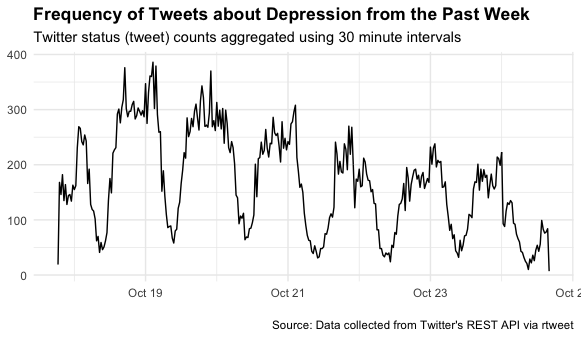 Frequency of Tweets about Depression from the Past Week
Twitter status (tweet) counts aggregated using 30 minute intervals
400
300
200
100
0
Oct 19
Oct 21
Oct 23
Oct 2
Source: Data collected from Twitter's REST API via rtweet